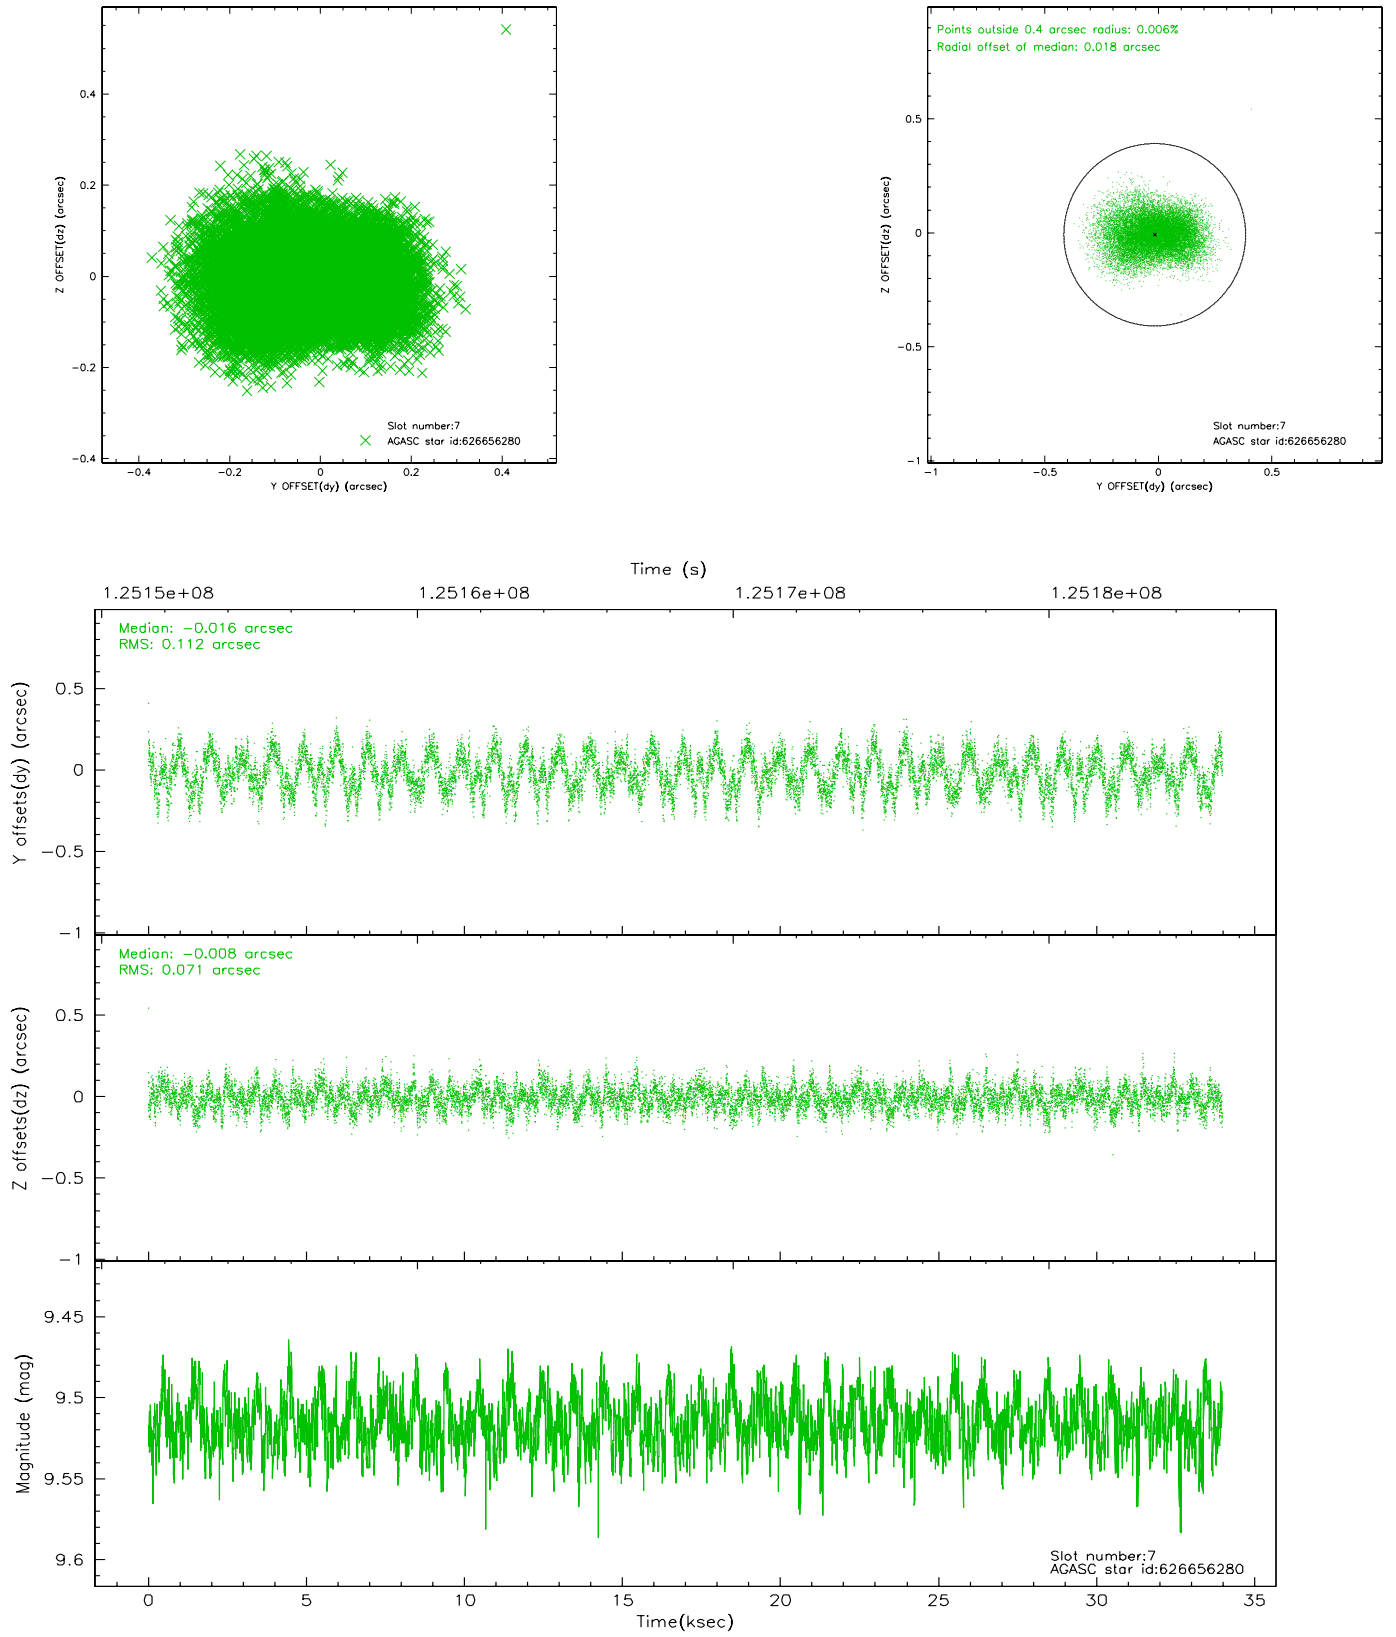 0.4
0.2
0
−0.2
−0.4
Z OFFSET(dz) (arcsec)
−0.4
−0.2
0
0.2
0.4
Y OFFSET(dy) (arcsec)
Slot number:7
AGASC star id:626656280
Points outside 0.4 arcsec radius: 0.006%
Radial offset of median: 0.018 arcsec
0.5
0
−0.5
−1
Z OFFSET(dz) (arcsec)
−1
−0.5
0
0.5
Y OFFSET(dy) (arcsec)
Slot number:7
AGASC star id:626656280
Time (s)
1.2515e+08
1.2516e+08
1.2517e+08
1.2518e+08
Median: −0.016 arcsec
RMS: 0.112 arcsec
0.5
0
−0.5
−1
Y offsets(dy) (arcsec)
Median: −0.008 arcsec
RMS: 0.071 arcsec
0.5
0
−0.5
−1
Z offsets(dz) (arcsec)
9.45
9.5
9.55
9.6
Magnitude (mag)
Slot number:7
AGASC star id:626656280
0
5
10
15
20
25
30
35
Time(ksec)